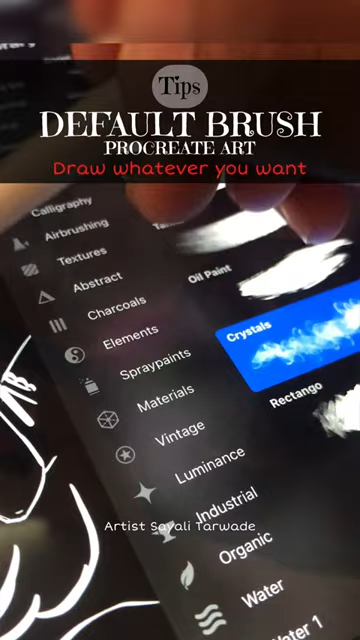 Tips
DEFAULT BRUSH
PROCREATE ART
Draw whatever you want
Calligraphy
Airbrushing
Textures
Abstract
Charcoals
Elements
Spraypaints
Materials
Vintage
Luminance
Industrial
Organic
Water
Oil Paint
Crystals
Rectango
Artist Sayali Tarwade